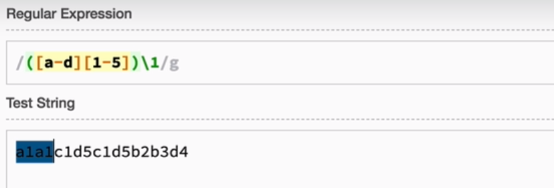 Regular Expression
/([a-d][1-5])\1/g
Test String
a1a1c1d5c1d5b2b3d4